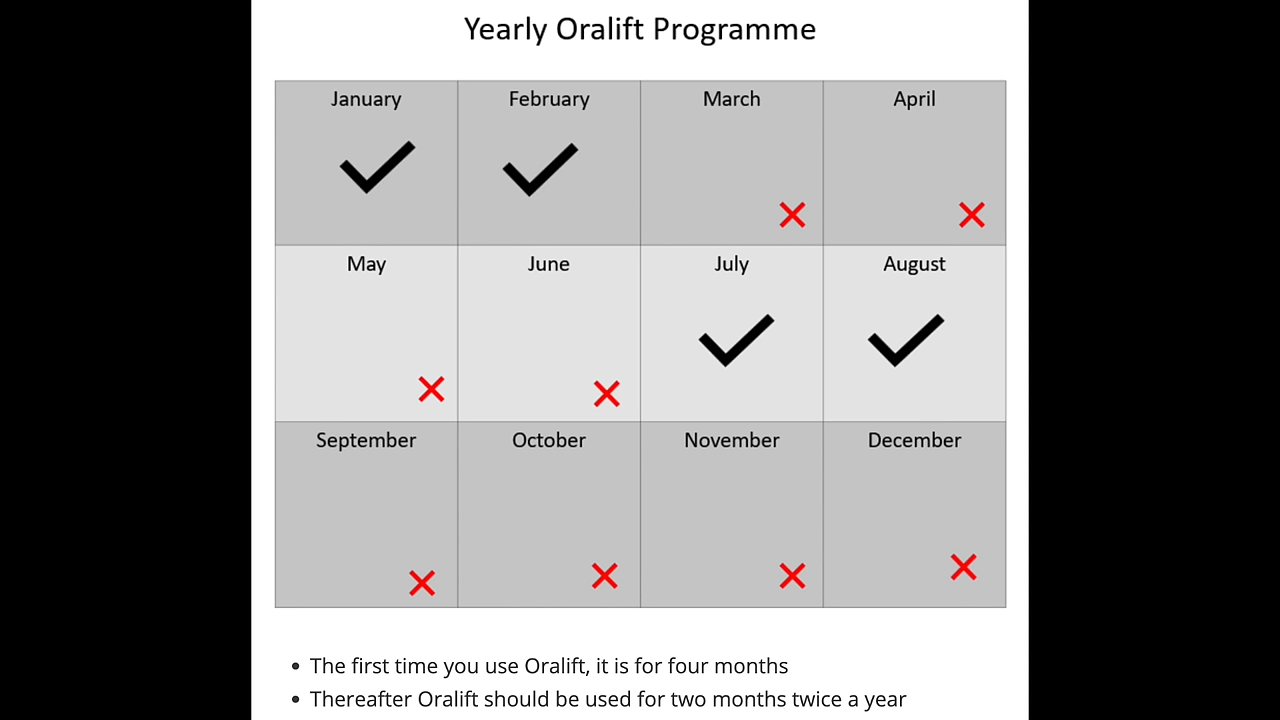 Yearly Oralift Programme
January February March April
May June July August
September October November December
• The first time you use Oralift, it is for four months
• Thereafter Oralift should be used for two months twice a year